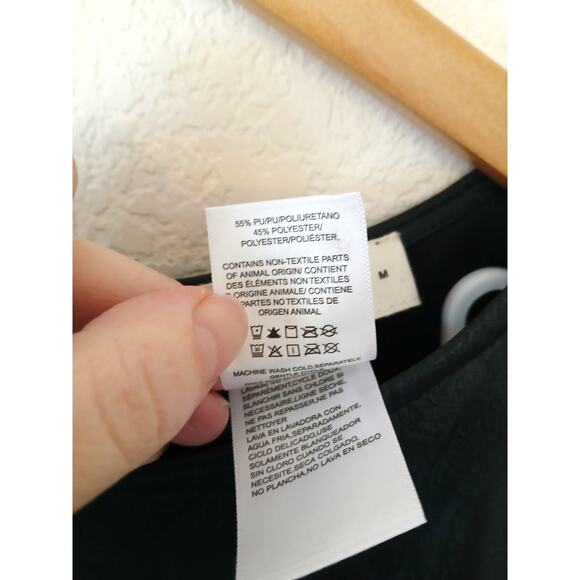 55% PU/PU/POLIURETANO
45% POLYESTER/
POLYESTER/POLIÉSTER.
CONTAINS NON-TEXTILE PARTS
OF ANIMAL ORIGIN/ CONTIENT
DES ÉLÉMENTS NON TEXTILES
D ORIGINE ANIMALE/ CONTIENE
PARTES NO TEXTILES DE
ORIGEN ANIMAL
MACHINE WASH COLD,SEPARATELY,
GENTLE
SÉPARÉMENT,CYCLE DOUX,
BLANCHIR SANS CHLORE SI
NECESSAIRE,LIGNE SÈCHE,
NE PAS REPASSER,NE PAS
NETTOYER
LAVA EN LAVADORA CON
AGUA FRIA,SEPARADAMENTE,
CICLO DELICADO,USE
SOLAMENTE BLANQUEADOR
SIN CLORO CUANDO SE
NECESITE,SECA COLGADO,
NO PLANCHA,NO LAVA EN SECO
M